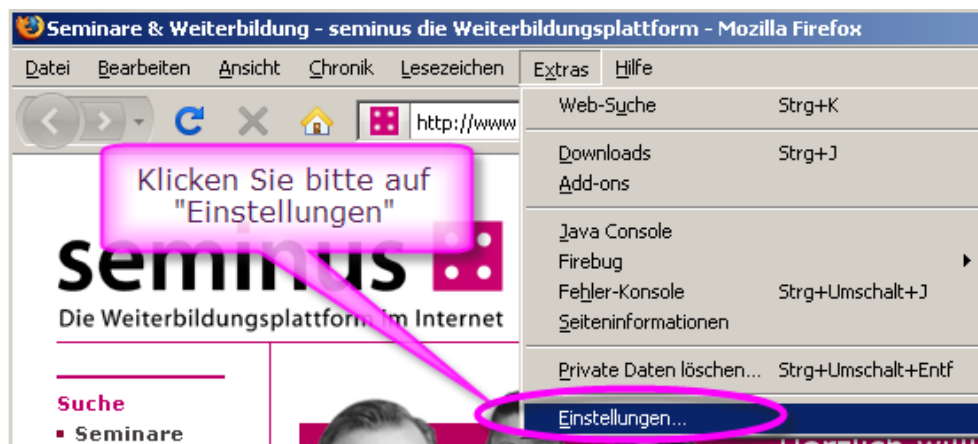 Seminare & Weiterbildung - seminus die Weiterbildungsplattform - Mozilla Firefox
Datei Bearbeiten Ansicht Chronik Lesezeichen Extras Hilfe
http://www
Web-Suche Strg+K
Downloads Strg+J
Add-ons
Java Console
Firebug
Fehler-Konsole Strg+Umschalt+J
Seiteninformationen
Private Daten löschen... Strg+Umschalt+Entf
Einstellungen...
Klicken Sie bitte auf
"Einstellungen"
seminus
Die Weiterbildungsplattform im Internet
Suche
Seminare